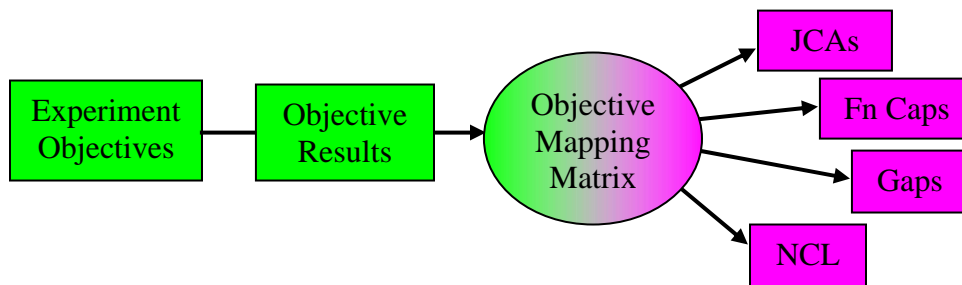 Experiment
Objectives
Objective
Results
Objective
Mapping
Matrix
JCAs
Fn Caps
Gaps
NCL